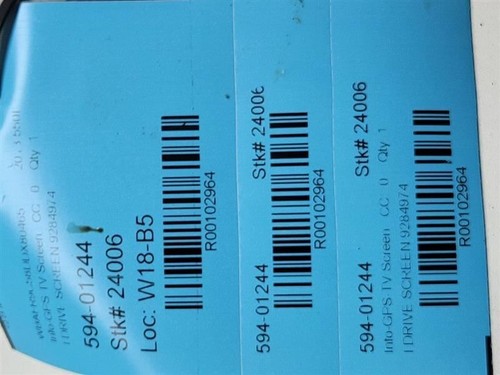 Info-GPS TV Screen CC: 0 Qty 1
I DRIVE SCREEN 9284974
594-01244
Stk# 24006
Loc: W18-B5
R00102964
594-01244 Stk# 24006
R00102964
594-01244 Stk# 24006
Info-GPS TV Screen CC: 0 Qty 1
I DRIVE SCREEN 9284974
R00102964